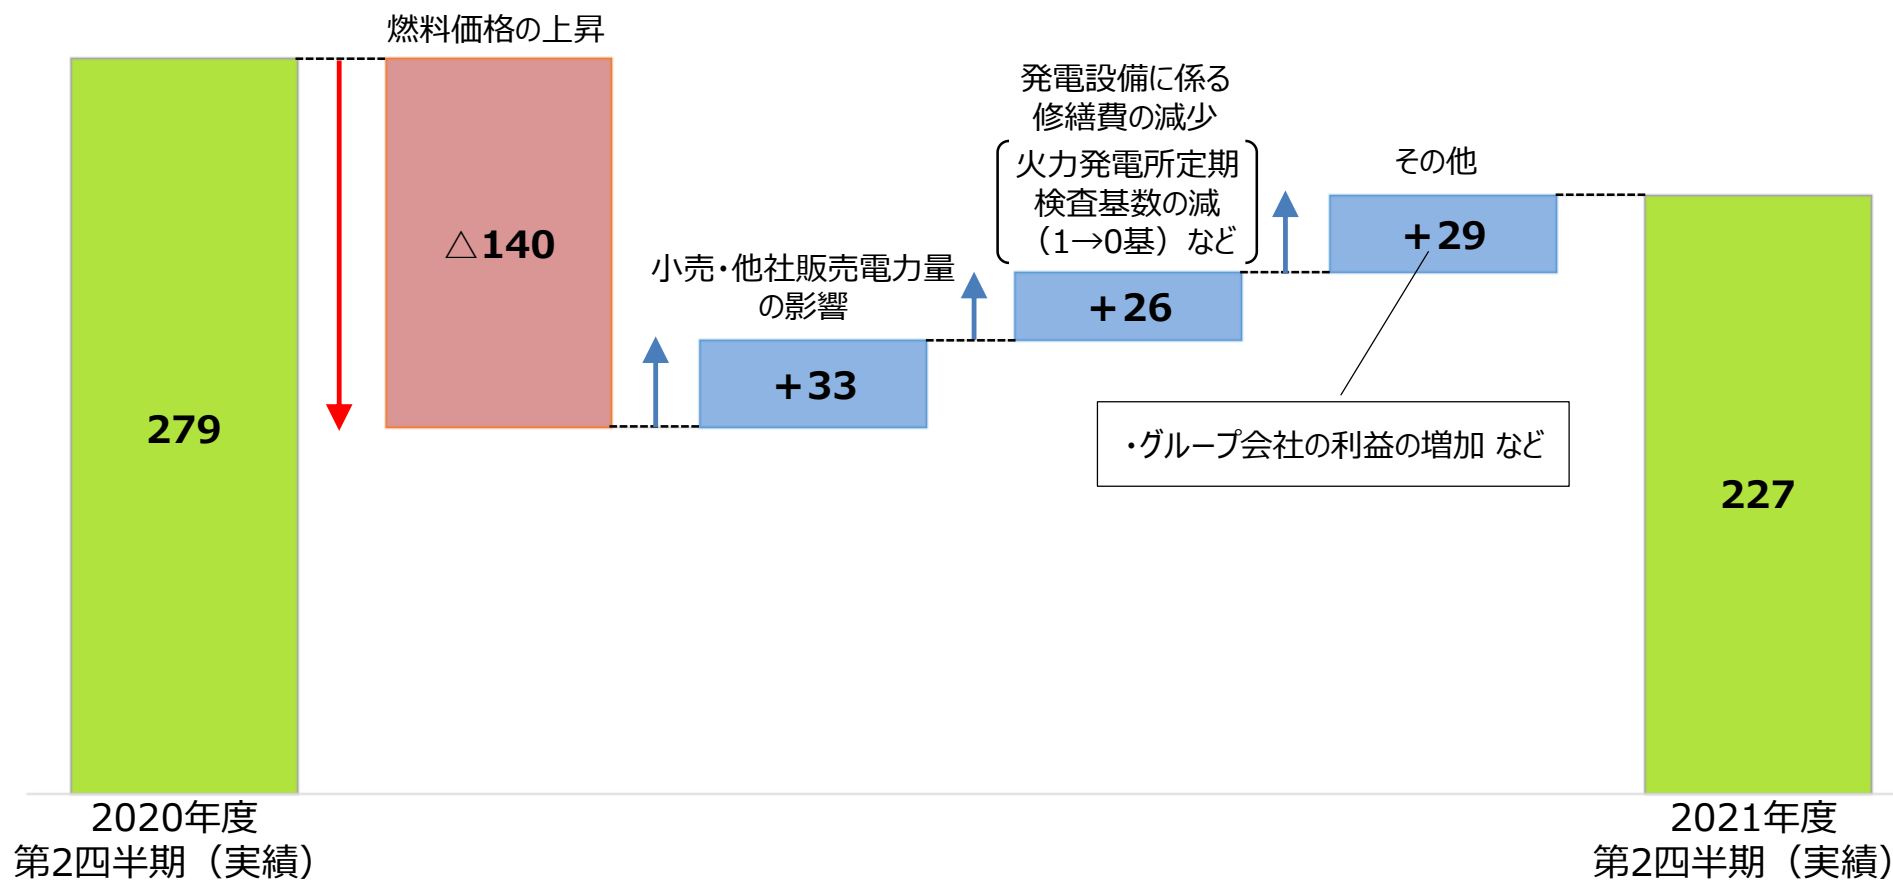 燃料価格の上昇
発電設備に係る
修繕費の減少
火力発電所定期
検査基数の減
（1→0基）など
その他
△140
＋29
小売・他社販売電力量
の影響
＋26
＋33
279
・グループ会社の利益の増加 など
227
2020年度
第2四半期（実績）
2021年度
第2四半期（実績）